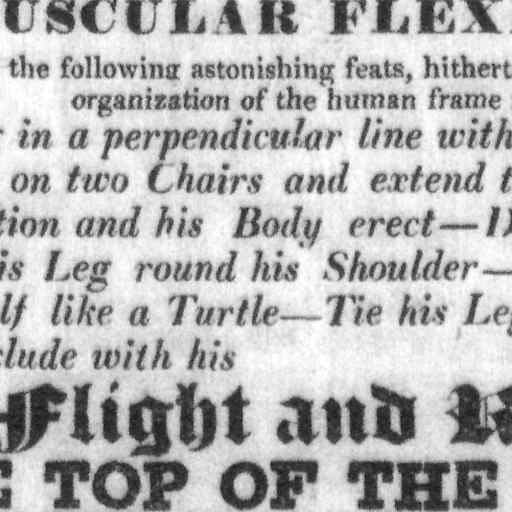 USCULAR FLEX
the following astonishing feats, hithert
organization of the human frame
in a perpendicular line with
on two Chairs and extend t
tion and his Body erect—D
is Leg round his Shoulder—
lf like a Turtle—Tie his Leg
clude with his
Flight and
TOP OF THE